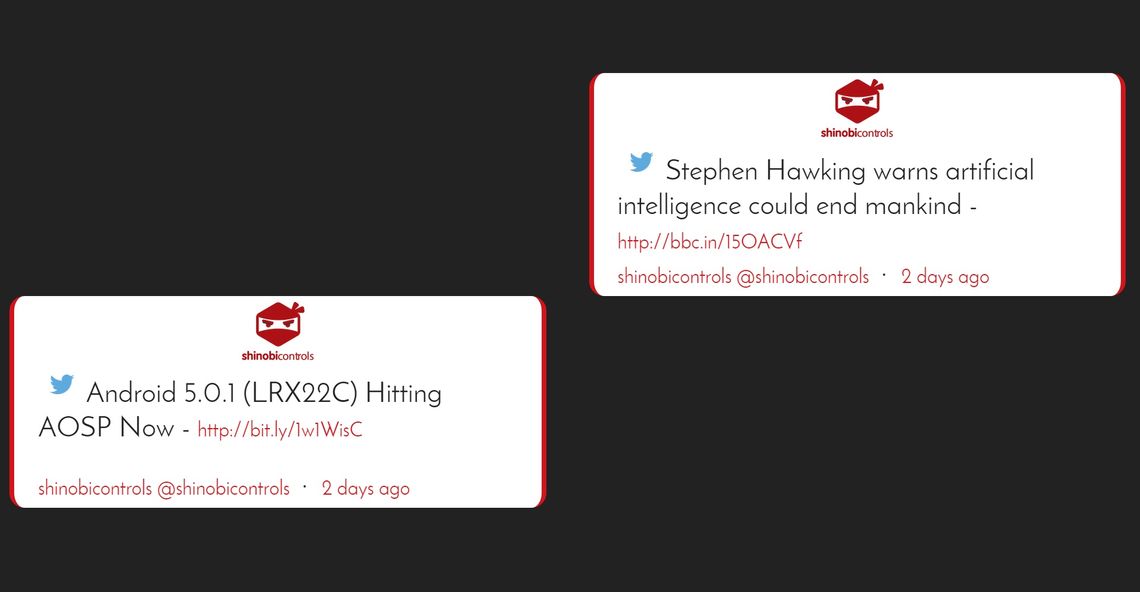 shinobicontrols
Stephen Hawking warns artificial
intelligence could end mankind -
http://bbc.in/15OACVf
shinobicontrols @shinobicontrols · 2 days ago
shinobicontrols
Android 5.0.1 (LRX22C) Hitting
AOSP Now - http://bit.ly/1w1WisC
shinobicontrols @shinobicontrols · 2 days ago